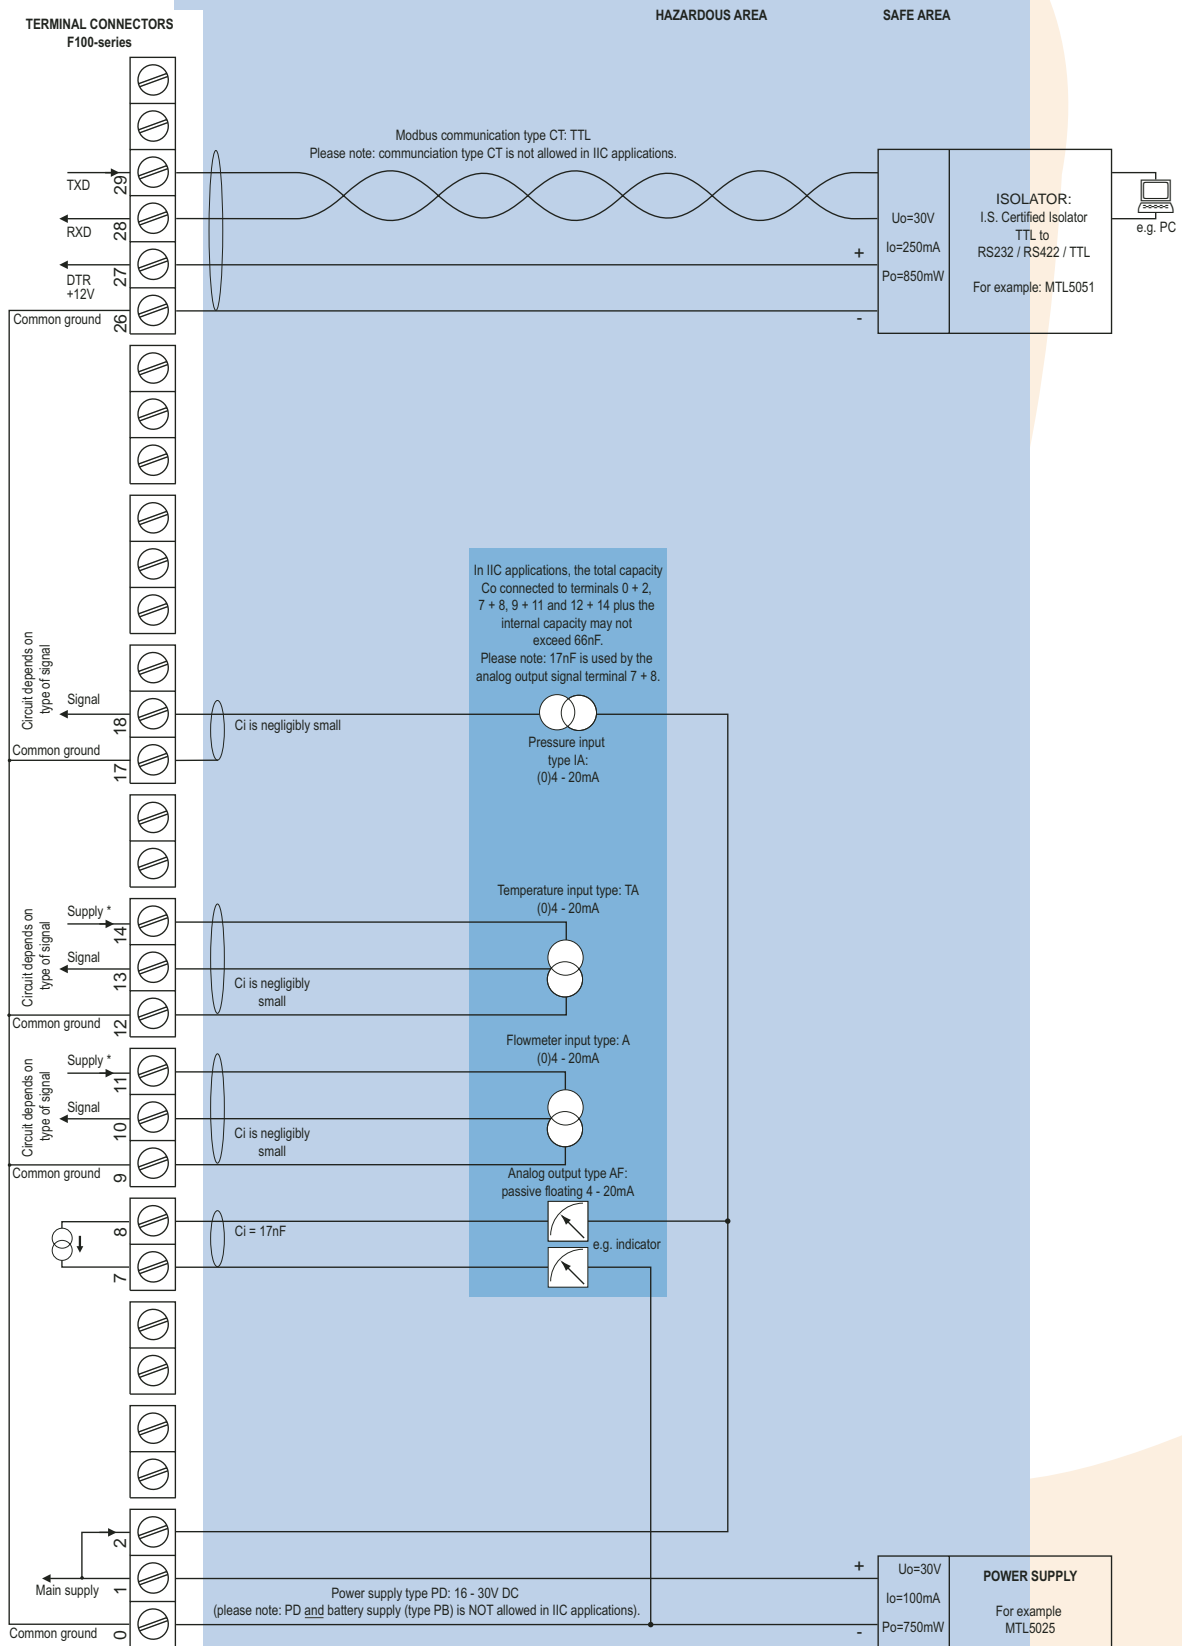 TERMINAL CONNECTORS
F100-series
HAZARDOUS AREA
SAFE AREA
Modbus communication type CT: TTL
Please note: communciation type CT is not allowed in IIC applications.
TXD
29
RXD
28
DTR
+12V
27
Common ground
26
+
-
Uo=30V
Io=250mA
Po=850mW
ISOLATOR:
I.S. Certified Isolator
TTL to
RS232 / RS422 / TTL
For example: MTL5051
e.g. PC
In IIC applications, the total capacity
Co connected to terminals 0 + 2,
7 + 8, 9 + 11 and 12 + 14 plus the
internal capacity may not
exceed 66nF.
Please note: 17nF is used by the
analog output signal terminal 7 + 8.
Circuit depends on
type of signal
Signal
18
Common ground
17
Ci is negligibly small
Pressure input
type IA:
(0)4 - 20mA
Temperature input type: TA
(0)4 - 20mA
Circuit depends on
type of signal
Supply *
14
Signal
13
Common ground
12
Ci is negligibly
small
Flowmeter input type: A
(0)4 - 20mA
Circuit depends on
type of signal
Supply *
11
Signal
10
Common ground
9
Ci is negligibly
small
Analog output type AF:
passive floating 4 - 20mA
8
7
Ci = 17nF
e.g. indicator
2
Main supply
1
Common ground
0
Power supply type PD: 16 - 30V DC
(please note: PD and battery supply (type PB) is NOT allowed in IIC applications).
+
-
Uo=30V
Io=100mA
Po=750mW
POWER SUPPLY
For example
MTL5025